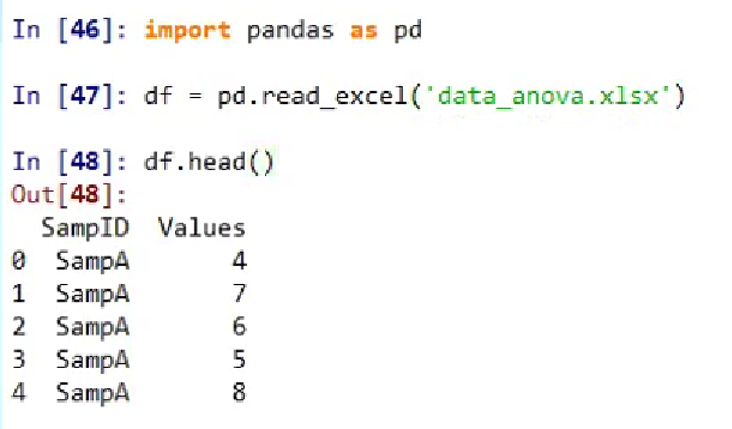 In [46]: import pandas as pd
In [47]: df = pd.read_excel('data_anova.xlsx')
In [48]: df.head()
Out[48]:
SampID Values
0 SampA 4
1 SampA 7
2 SampA 6
3 SampA 5
4 SampA 8